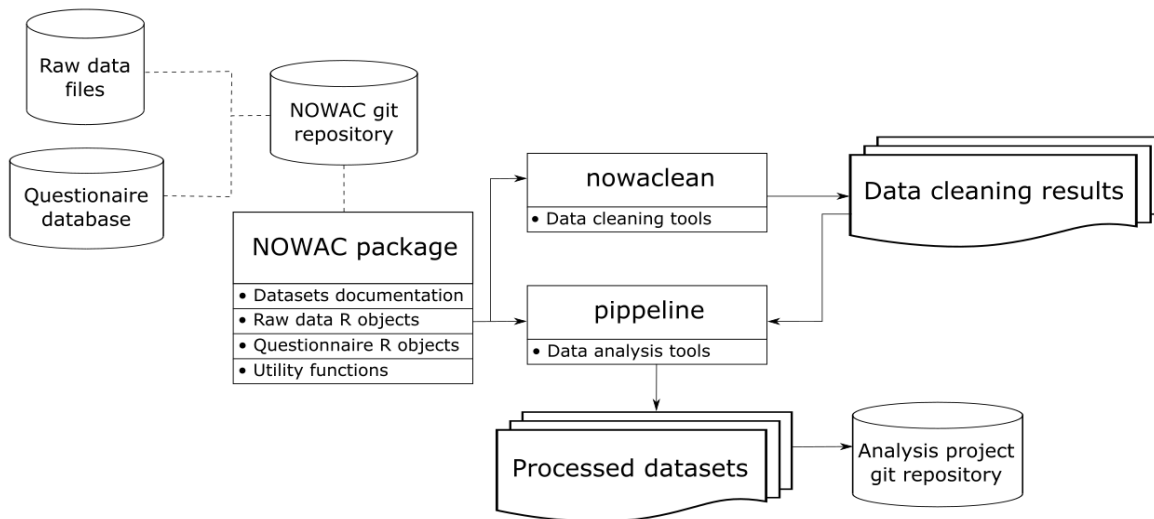 Raw data
files
NOWAC git
repository
Questionaire
database
NOWAC package
• Datasets documentation
• Raw data R objects
• Questionnaire R objects
• Utility functions
nowaclean
• Data cleaning tools
Data cleaning results
pippeline
• Data analysis tools
Processed datasets
Analysis project
git repository